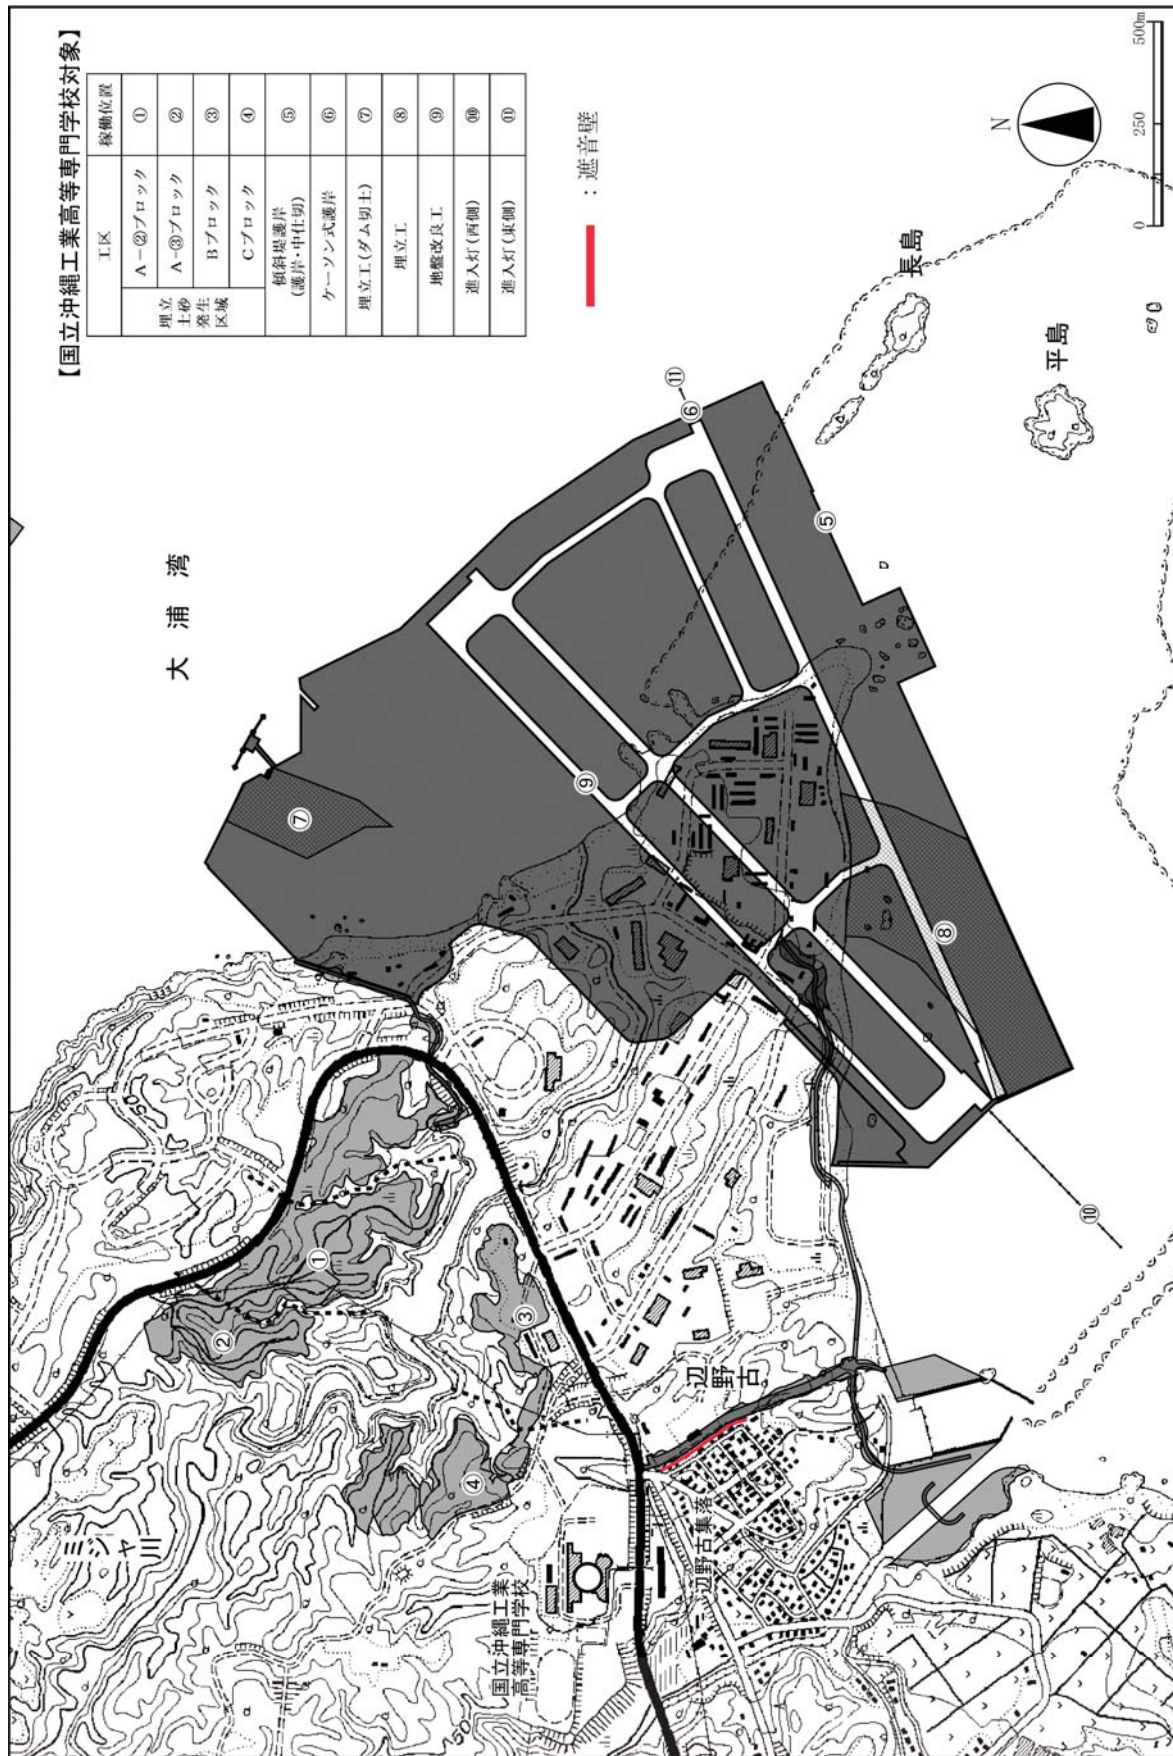 【国立沖縄工業高等専門学校対象】
工区 稼働位置
埋立
土砂
発生
区域
A-②ブロック ①
A-③ブロック ②
Bブロック ③
Cブロック ④
傾斜堤護岸
(護岸・中仕切) ⑤
ケーソン式護岸 ⑥
埋立工(ダム切土) ⑦
埋立工 ⑧
地盤改良工 ⑨
進入灯(西側) ⑩
進入灯(東側) ⑪
：遮音壁
N
0 250 500m
大浦湾
長島
平島
辺野古
辺野古集落
国立沖縄工業
高等専門学校
ミジャ川
50
50
①
②
③
④
⑤
⑥
⑦
⑧
⑨
⑩
⑪